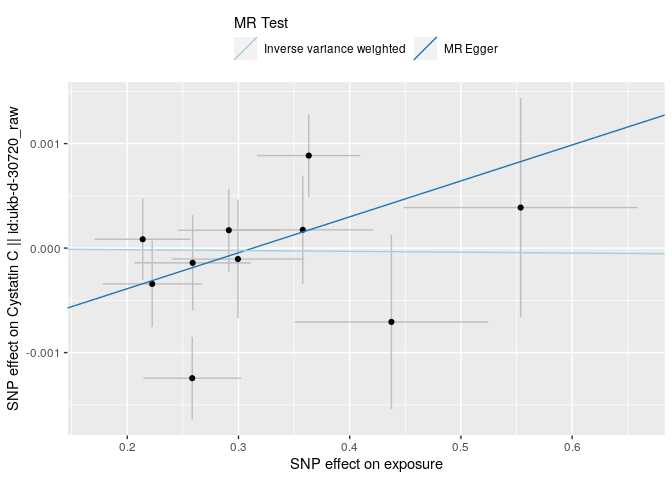 MR Test
Inverse variance weighted MR Egger
SNP effect on Cystatin C || id:ukb-d-30720_raw
0.001
0.000
-0.001
0.2 0.3 0.4 0.5 0.6
SNP effect on exposure